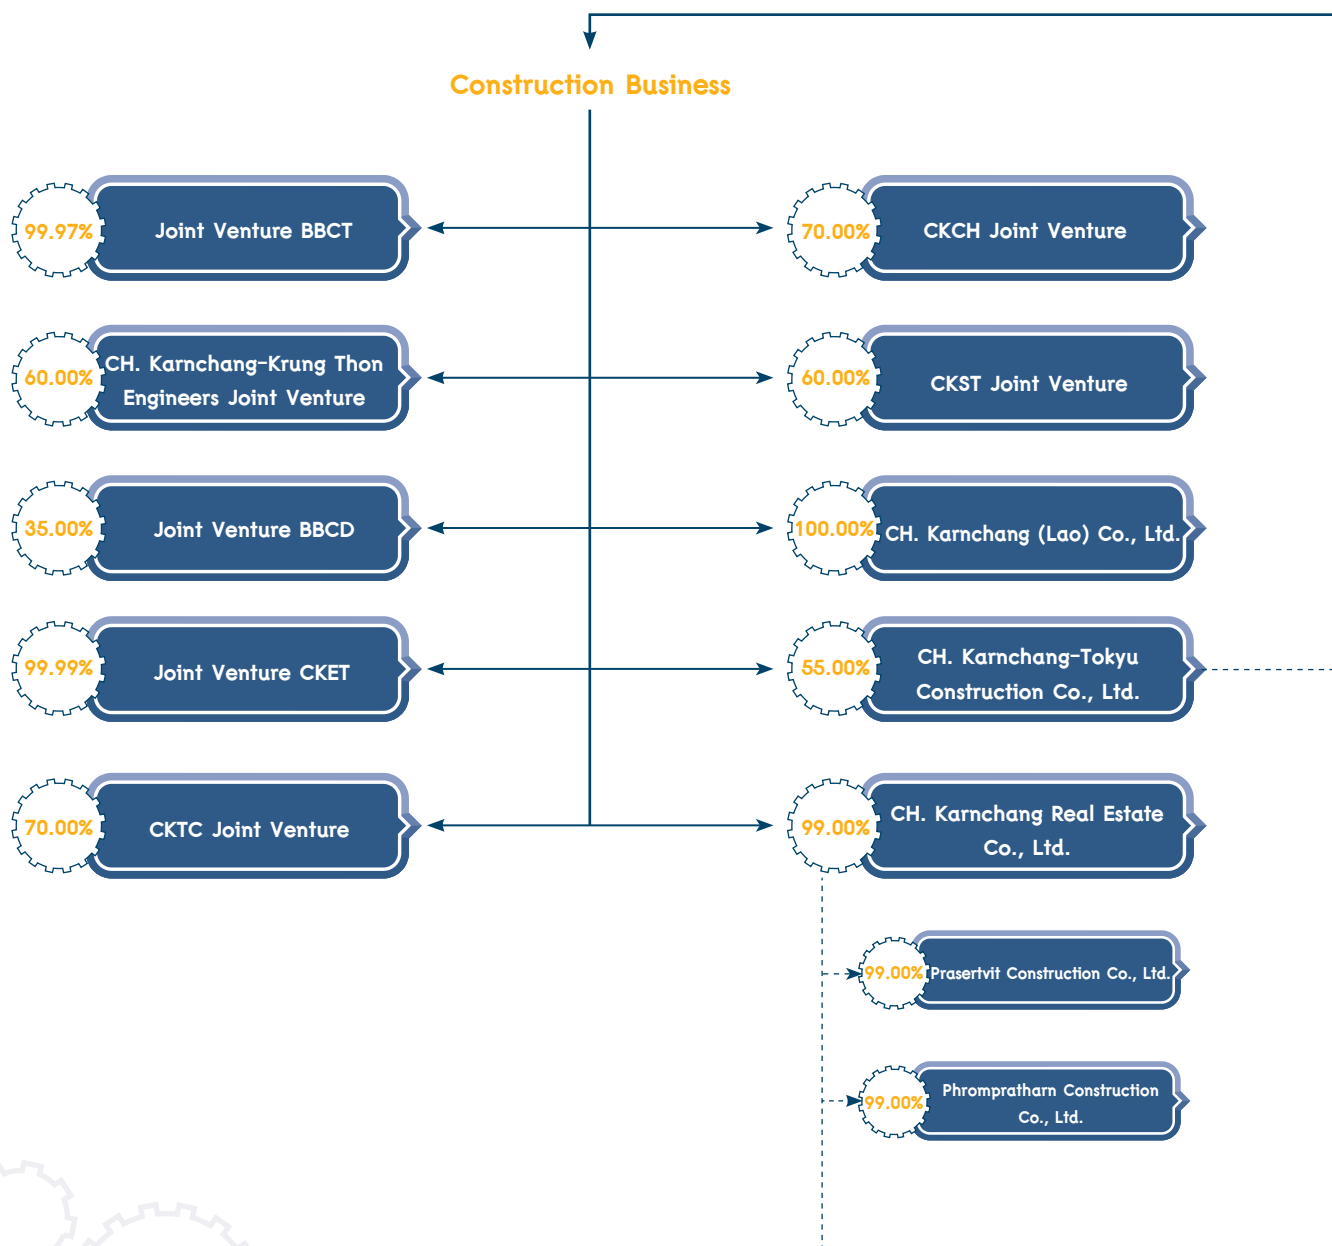 Construction Business
99.97%
Joint Venture BBCT
70.00%
CKCH Joint Venture
60.00%
CH. Karnchang-Krung Thon
Engineers Joint Venture
60.00%
CKST Joint Venture
35.00%
Joint Venture BBCD
100.00%
CH. Karnchang (Lao) Co., Ltd.
99.99%
Joint Venture CKET
55.00%
CH. Karnchang-Tokyu
Construction Co., Ltd.
70.00%
CKTC Joint Venture
99.00%
CH. Karnchang Real Estate
Co., Ltd.
99.00%
Prasertvit Construction Co., Ltd.
99.00%
Phrompratharn Construction
Co., Ltd.